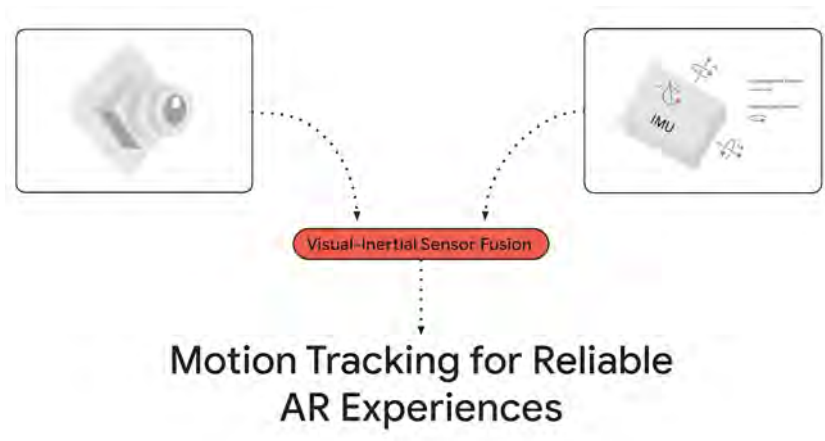 IMU
Visual-Inertial Sensor Fusion
Motion Tracking for Reliable
AR Experiences